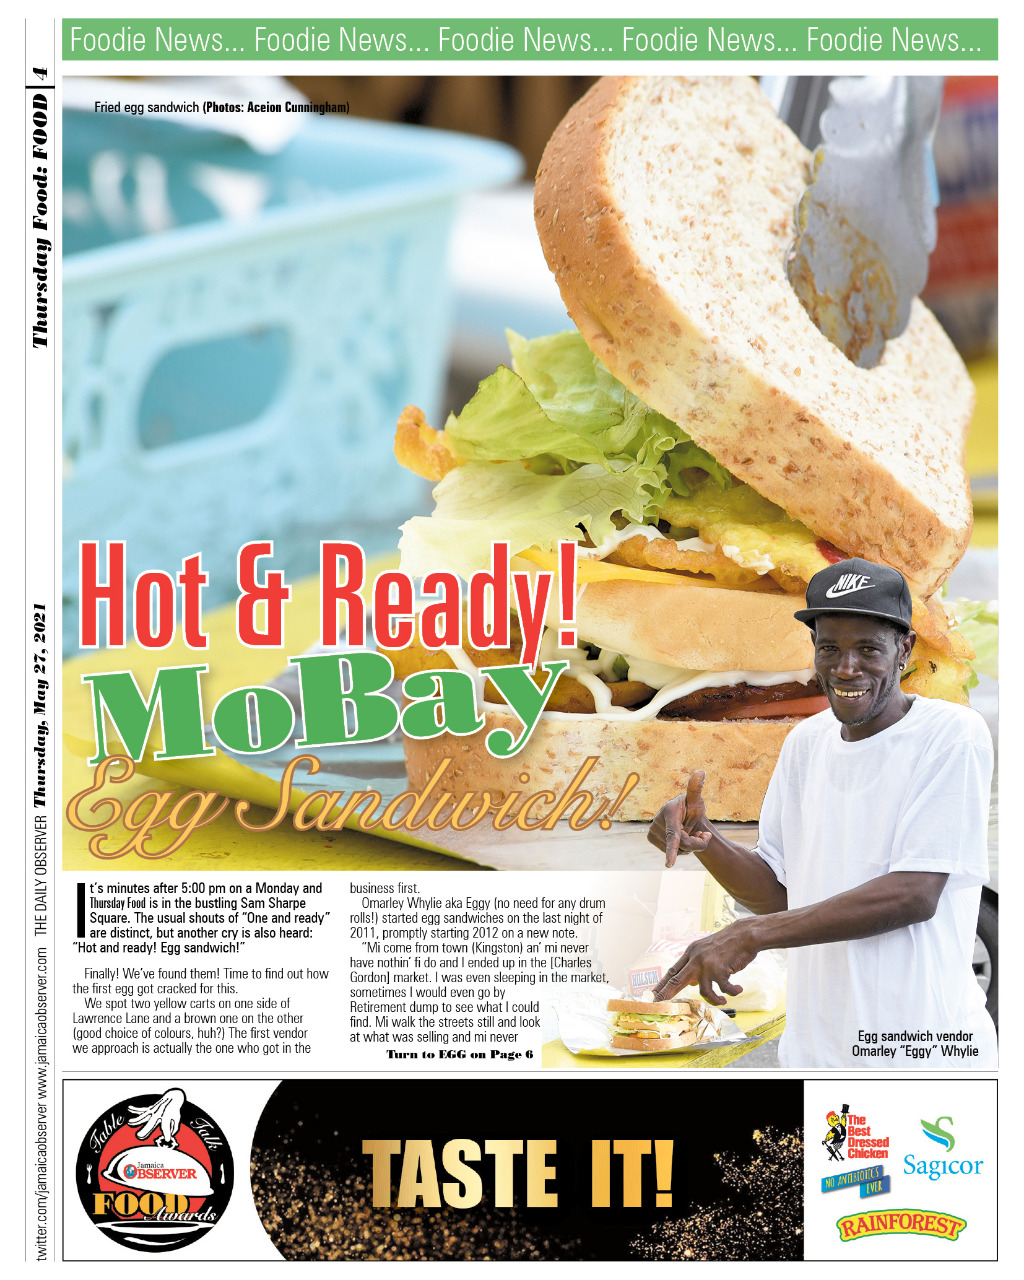 Foodie News... Foodie News... Foodie News... Foodie News... Foodie News...
4
Thursday Food: FOOD
Thursday, May 27, 2021
THE DAILY OBSERVER
www.jamaicaobserver.com
twitter.com/jamaicaobserver
Fried egg sandwich (Photos: Aceion Cunningham)
NIKE
Hot & Ready!
MoBay
Egg Sandwich!
It's minutes after 5:00 pm on a Monday and
Thursday Food is in the bustling Sam Sharpe
Square. The usual shouts of "One and ready"
are distinct, but another cry is also heard:
"Hot and ready! Egg sandwich!"
Finally! We've found them! Time to find out how
the first egg got cracked for this.
We spot two yellow carts on one side of
Lawrence Lane and a brown one on the other
(good choice of colours, huh?) The first vendor
we approach is actually the one who got in the
business first.
Omarley Whylie aka Eggy (no need for any drum
rolls!) started egg sandwiches on the last night of
2011, promptly starting 2012 on a new note.
"Mi come from town (Kingston) an' mi never
have nothin' fi do and I ended up in the [Charles
Gordon] market. I was even sleeping in the market,
sometimes I would even go by
Retirement dump to see what I could
find. Mi walk the streets still and look
at what was selling and mi never
Turn to EGG on Page 6
HOLSUM
Egg sandwich vendor
Omarley "Eggy" Whylie
Table Talk
Jamaica
OBSERVER
FOOD
Awards
TASTE IT!
The
Best
Dressed
Chicken
NO ANTIBIOTICS
EVER
Sagicor
RAINFOREST